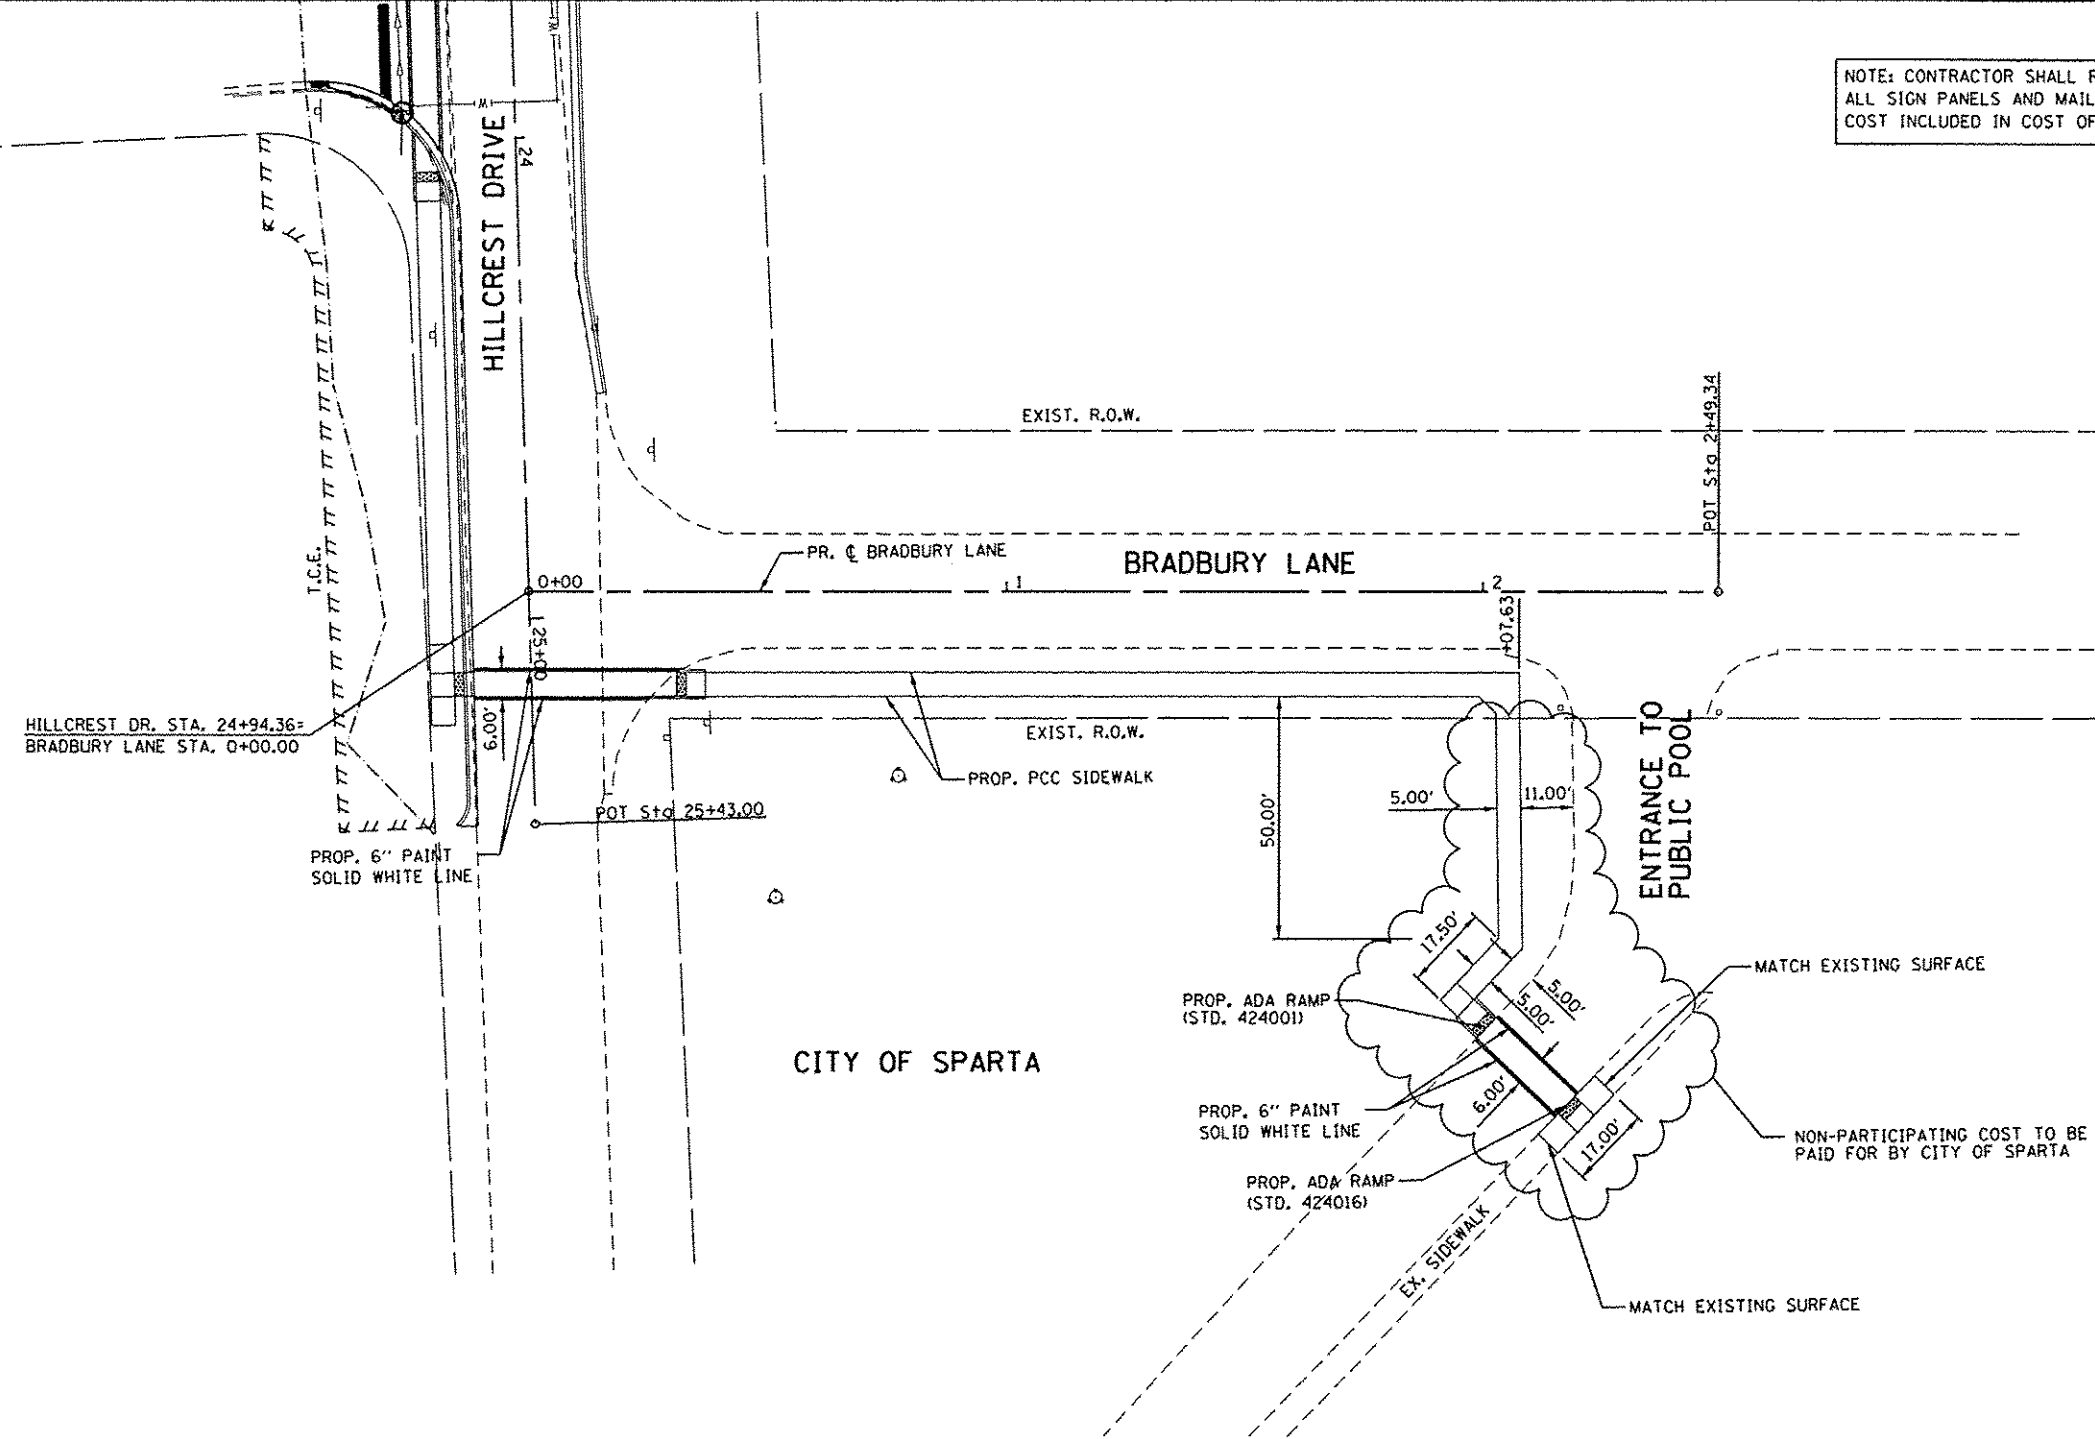 NOTE: CONTRACTOR SHALL
ALL SIGN PANELS AND
COST INCLUDED IN COST OF
W
W
HILLCREST DRIVE
24
EXIST. R.O.W.
POT Sta 2+49.34
T.C.E.
PR. ℄ BRADBURY LANE
BRADBURY LANE
0+00
1
2
+07.63
25+00
6.00'
HILLCREST DR. STA. 24+94.36=
BRADBURY LANE STA. 0+00.00
EXIST. R.O.W.
PROP. PCC SIDEWALK
POT Sta 25+43.00
PROP. 6'' PAINT
SOLID WHITE LINE
50.00'
5.00'
11.00'
ENTRANCE TO
PUBLIC POOL
17.50'
MATCH EXISTING SURFACE
5.00'
5.00'
PROP. ADA RAMP
(STD. 424001)
CITY OF SPARTA
PROP. 6'' PAINT
SOLID WHITE LINE
6.00'
17.00'
NON-PARTICIPATING COST TO BE
PAID FOR BY CITY OF SPARTA
PROP. ADA RAMP
(STD. 424016)
EX. SIDEWALK
MATCH EXISTING SURFACE